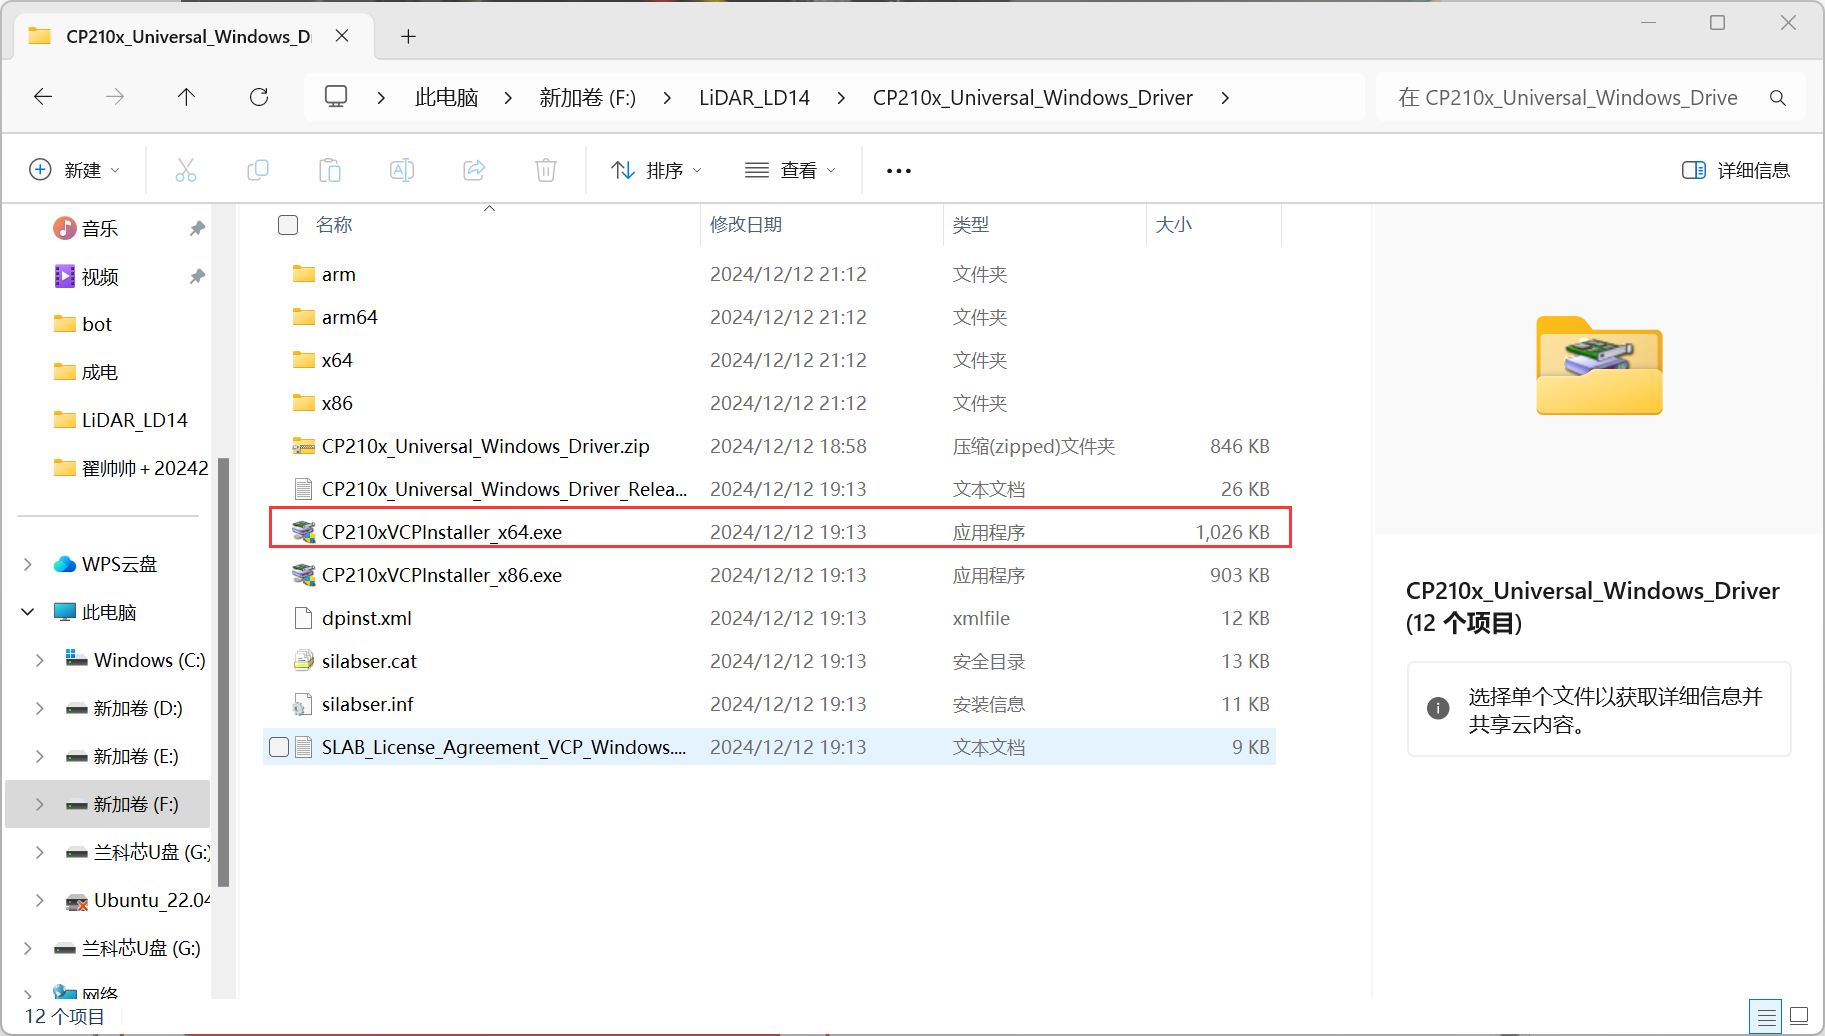 CP210x_Universal_Windows_D
此电脑 新加卷 (F:) LiDAR_LD14 CP210x_Universal_Windows_Driver 在 CP210x_Universal_Windows_Drive
新建 排序 查看 详细信息
音乐
视频
bot
成电
LiDAR_LD14
翟帅帅+20242
WPS云盘
此电脑
Windows (C:)
新加卷 (D:)
新加卷 (E:)
新加卷 (F:)
兰科芯U盘 (G:)
Ubuntu_22.04
兰科芯U盘 (G:)
网络
名称 修改日期 类型 大小
arm 2024/12/12 21:12 文件夹
arm64 2024/12/12 21:12 文件夹
x64 2024/12/12 21:12 文件夹
x86 2024/12/12 21:12 文件夹
CP210x_Universal_Windows_Driver.zip 2024/12/12 18:58 压缩(zipped)文件夹 846 KB
CP210x_Universal_Windows_Driver_Relea... 2024/12/12 19:13 文本文档 26 KB
CP210xVCPInstaller_x64.exe 2024/12/12 19:13 应用程序 1,026 KB
CP210xVCPInstaller_x86.exe 2024/12/12 19:13 应用程序 903 KB
dpinst.xml 2024/12/12 19:13 xmlfile 12 KB
silabser.cat 2024/12/12 19:13 安全目录 13 KB
silabser.inf 2024/12/12 19:13 安装信息 11 KB
SLAB_License_Agreement_VCP_Windows.... 2024/12/12 19:13 文本文档 9 KB
CP210x_Universal_Windows_Driver
(12 个项目)
选择单个文件以获取详细信息并
共享云内容。
12 个项目